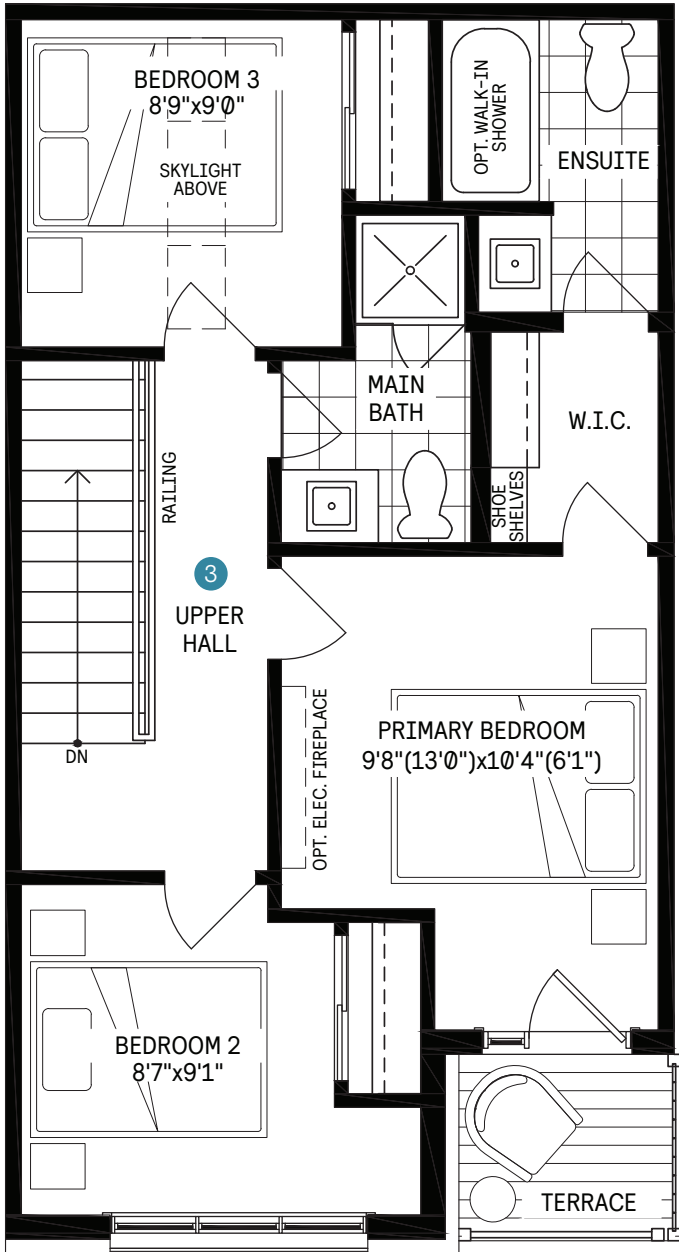 BEDROOM 3
8'9"x9'0"
SKYLIGHT
ABOVE
OPT. WALK-IN
SHOWER
ENSUITE
MAIN
BATH
W.I.C.
SHOE
SHELVES
RAILING
3
UPPER
HALL
DN
OPT. ELEC. FIREPLACE
PRIMARY BEDROOM
9'8"(13'0")x10'4"(6'1")
BEDROOM 2
8'7"x9'1"
TERRACE